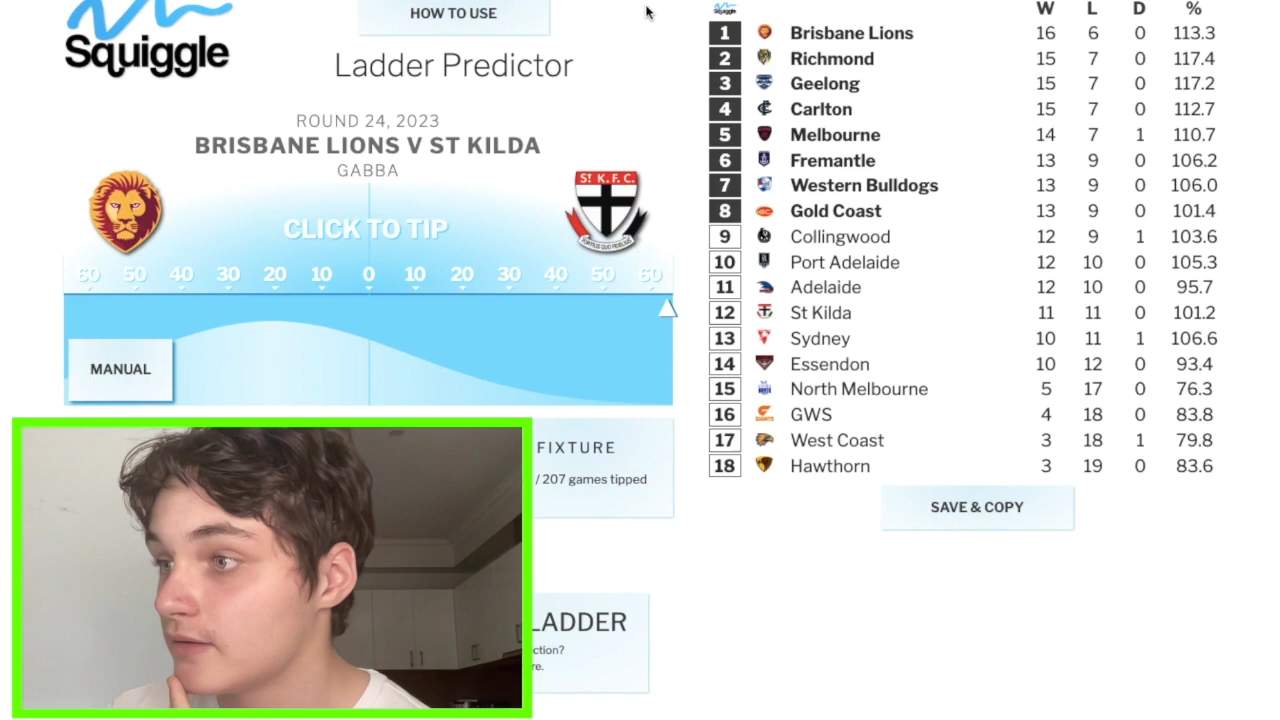 Squiggle
HOW TO USE
Ladder Predictor
ROUND 24, 2023
BRISBANE LIONS V ST KILDA
GABBA
ST K.F.C.
CLICK TO TIP
60 50 40 30 20 10 0 10 20 30 40 50 60
MANUAL
FIXTURE
/ 207 games tipped
LADDER
ction?
re.
W L D %
1 Brisbane Lions 16 6 0 113.3
2 Richmond 15 7 0 117.4
3 Geelong 15 7 0 117.2
4 Carlton 15 7 0 112.7
5 Melbourne 14 7 1 110.7
6 Fremantle 13 9 0 106.2
7 Western Bulldogs 13 9 0 106.0
8 Gold Coast 13 9 0 101.4
9 Collingwood 12 9 1 103.6
10 Port Adelaide 12 10 0 105.3
11 Adelaide 12 10 0 95.7
12 St Kilda 11 11 0 101.2
13 Sydney 10 11 1 106.6
14 Essendon 10 12 0 93.4
15 North Melbourne 5 17 0 76.3
16 GWS 4 18 0 83.8
17 West Coast 3 18 1 79.8
18 Hawthorn 3 19 0 83.6
SAVE & COPY